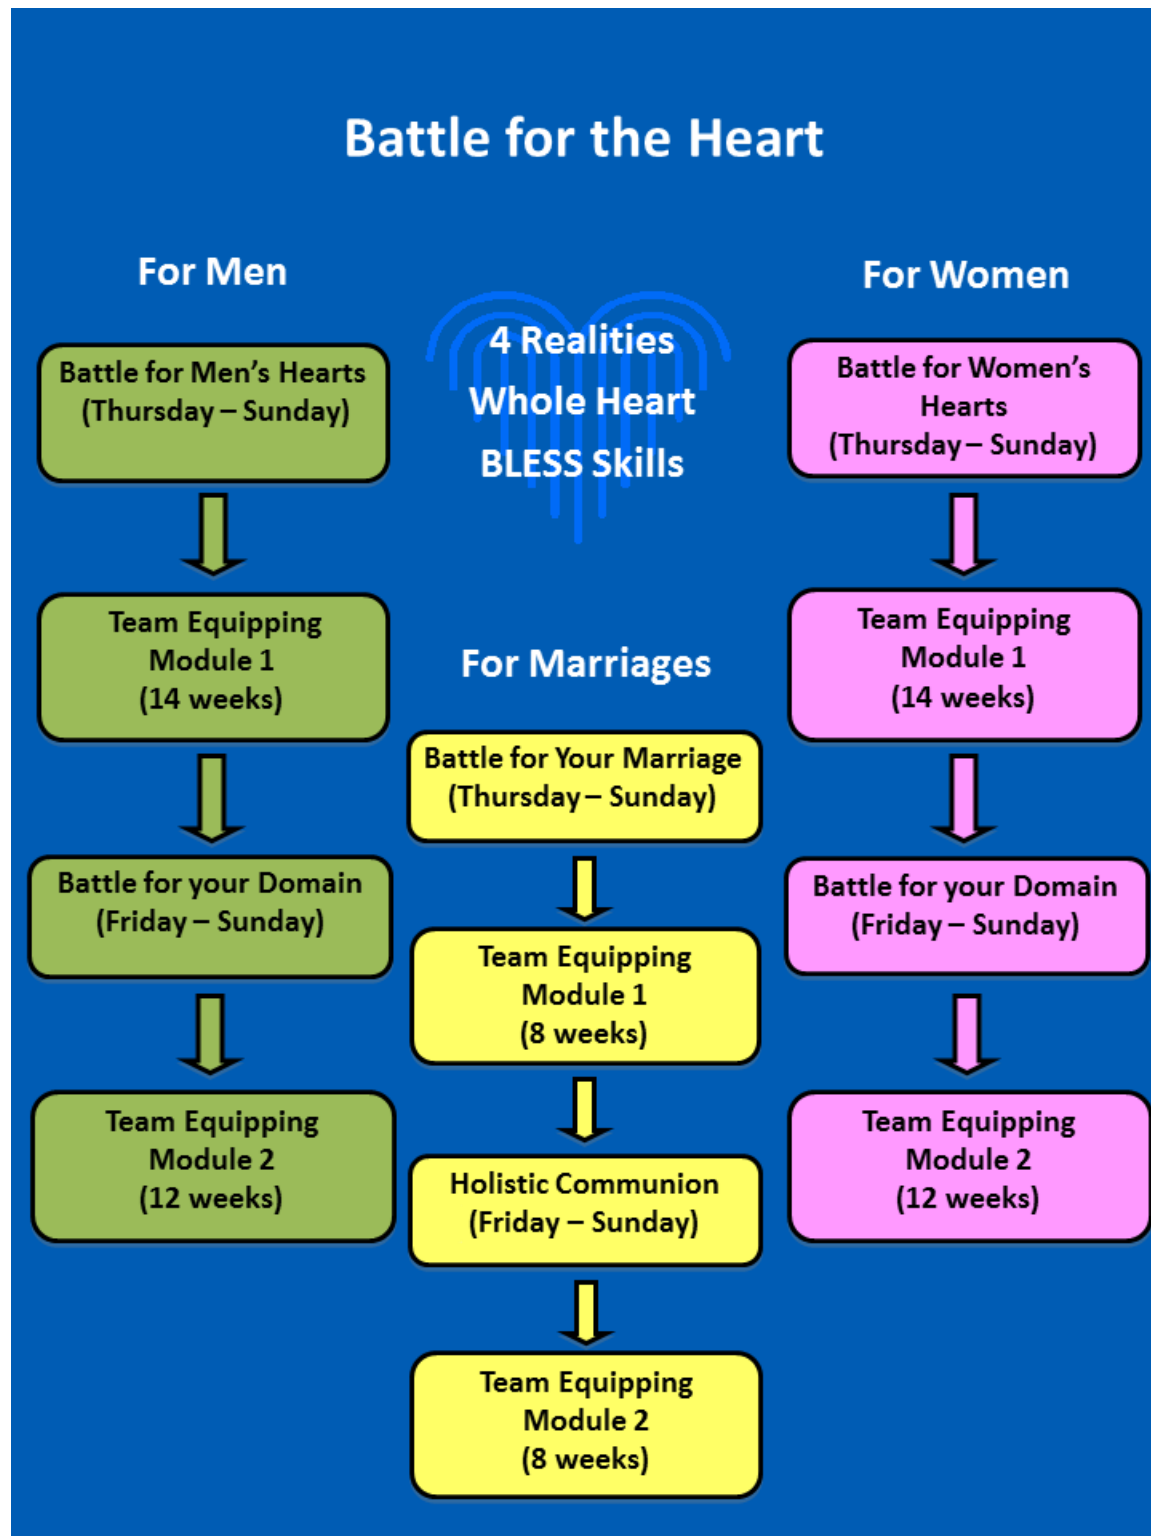 Battle for the Heart
For Men
Battle for Men’s Hearts
(Thursday – Sunday)
Team Equipping
Module 1
(14 weeks)
Battle for your Domain
(Friday – Sunday)
Team Equipping
Module 2
(12 weeks)
4 Realities
Whole Heart
BLESS Skills
For Marriages
Battle for Your Marriage
(Thursday – Sunday)
Team Equipping
Module 1
(8 weeks)
Holistic Communion
(Friday – Sunday)
Team Equipping
Module 2
(8 weeks)
For Women
Battle for Women’s
Hearts
(Thursday – Sunday)
Team Equipping
Module 1
(14 weeks)
Battle for your Domain
(Friday – Sunday)
Team Equipping
Module 2
(12 weeks)